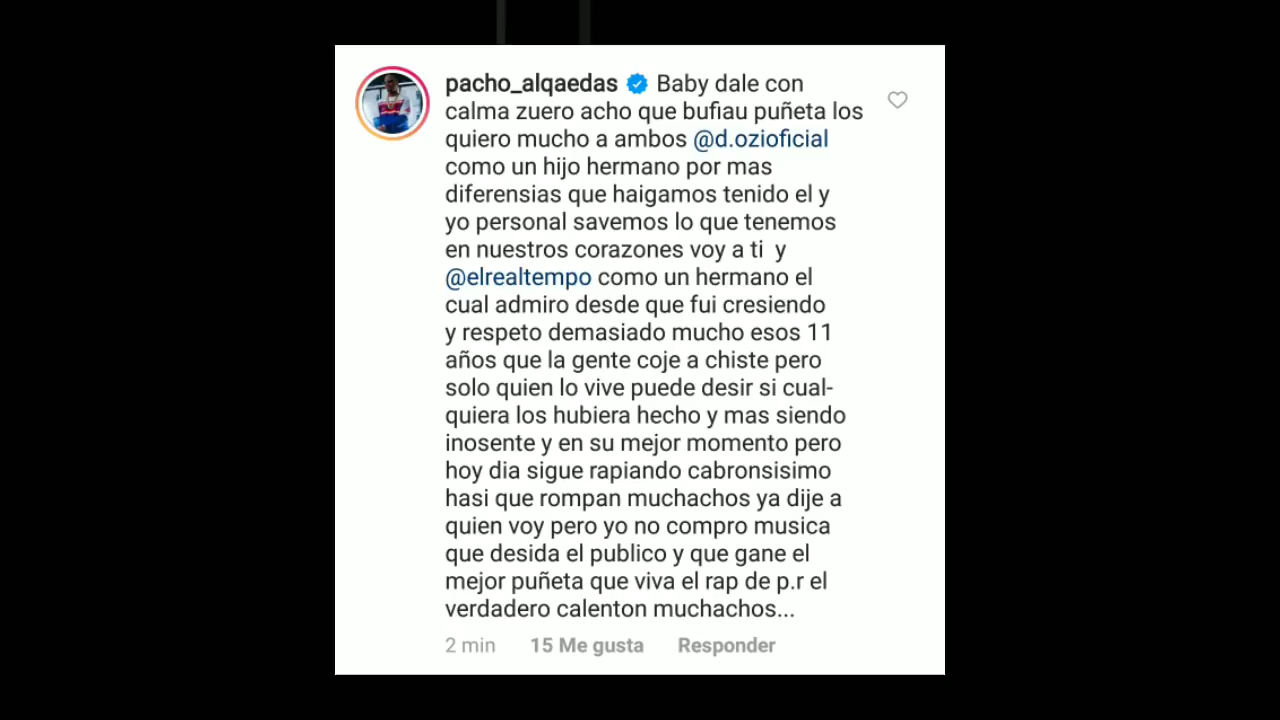 pacho_alqaedas Baby dale con
calma zuero acho que bufiau puñeta los
quiero mucho a ambos @d.ozioficial
como un hijo hermano por mas
diferensias que haigamos tenido el y
yo personal savemos lo que tenemos
en nuestros corazones voy a ti y
@elrealtempo como un hermano el
cual admiro desde que fui cresiendo
y respeto demasiado mucho esos 11
años que la gente coje a chiste pero
solo quien lo vive puede desir si cual-
quiera los hubiera hecho y mas siendo
inosente y en su mejor momento pero
hoy dia sigue rapiando cabronsisimo
hasi que rompan muchachos ya dije a
quien voy pero yo no compro musica
que desida el publico y que gane el
mejor puñeta que viva el rap de p.r el
verdadero calenton muchachos...
2 min 15 Me gusta Responder